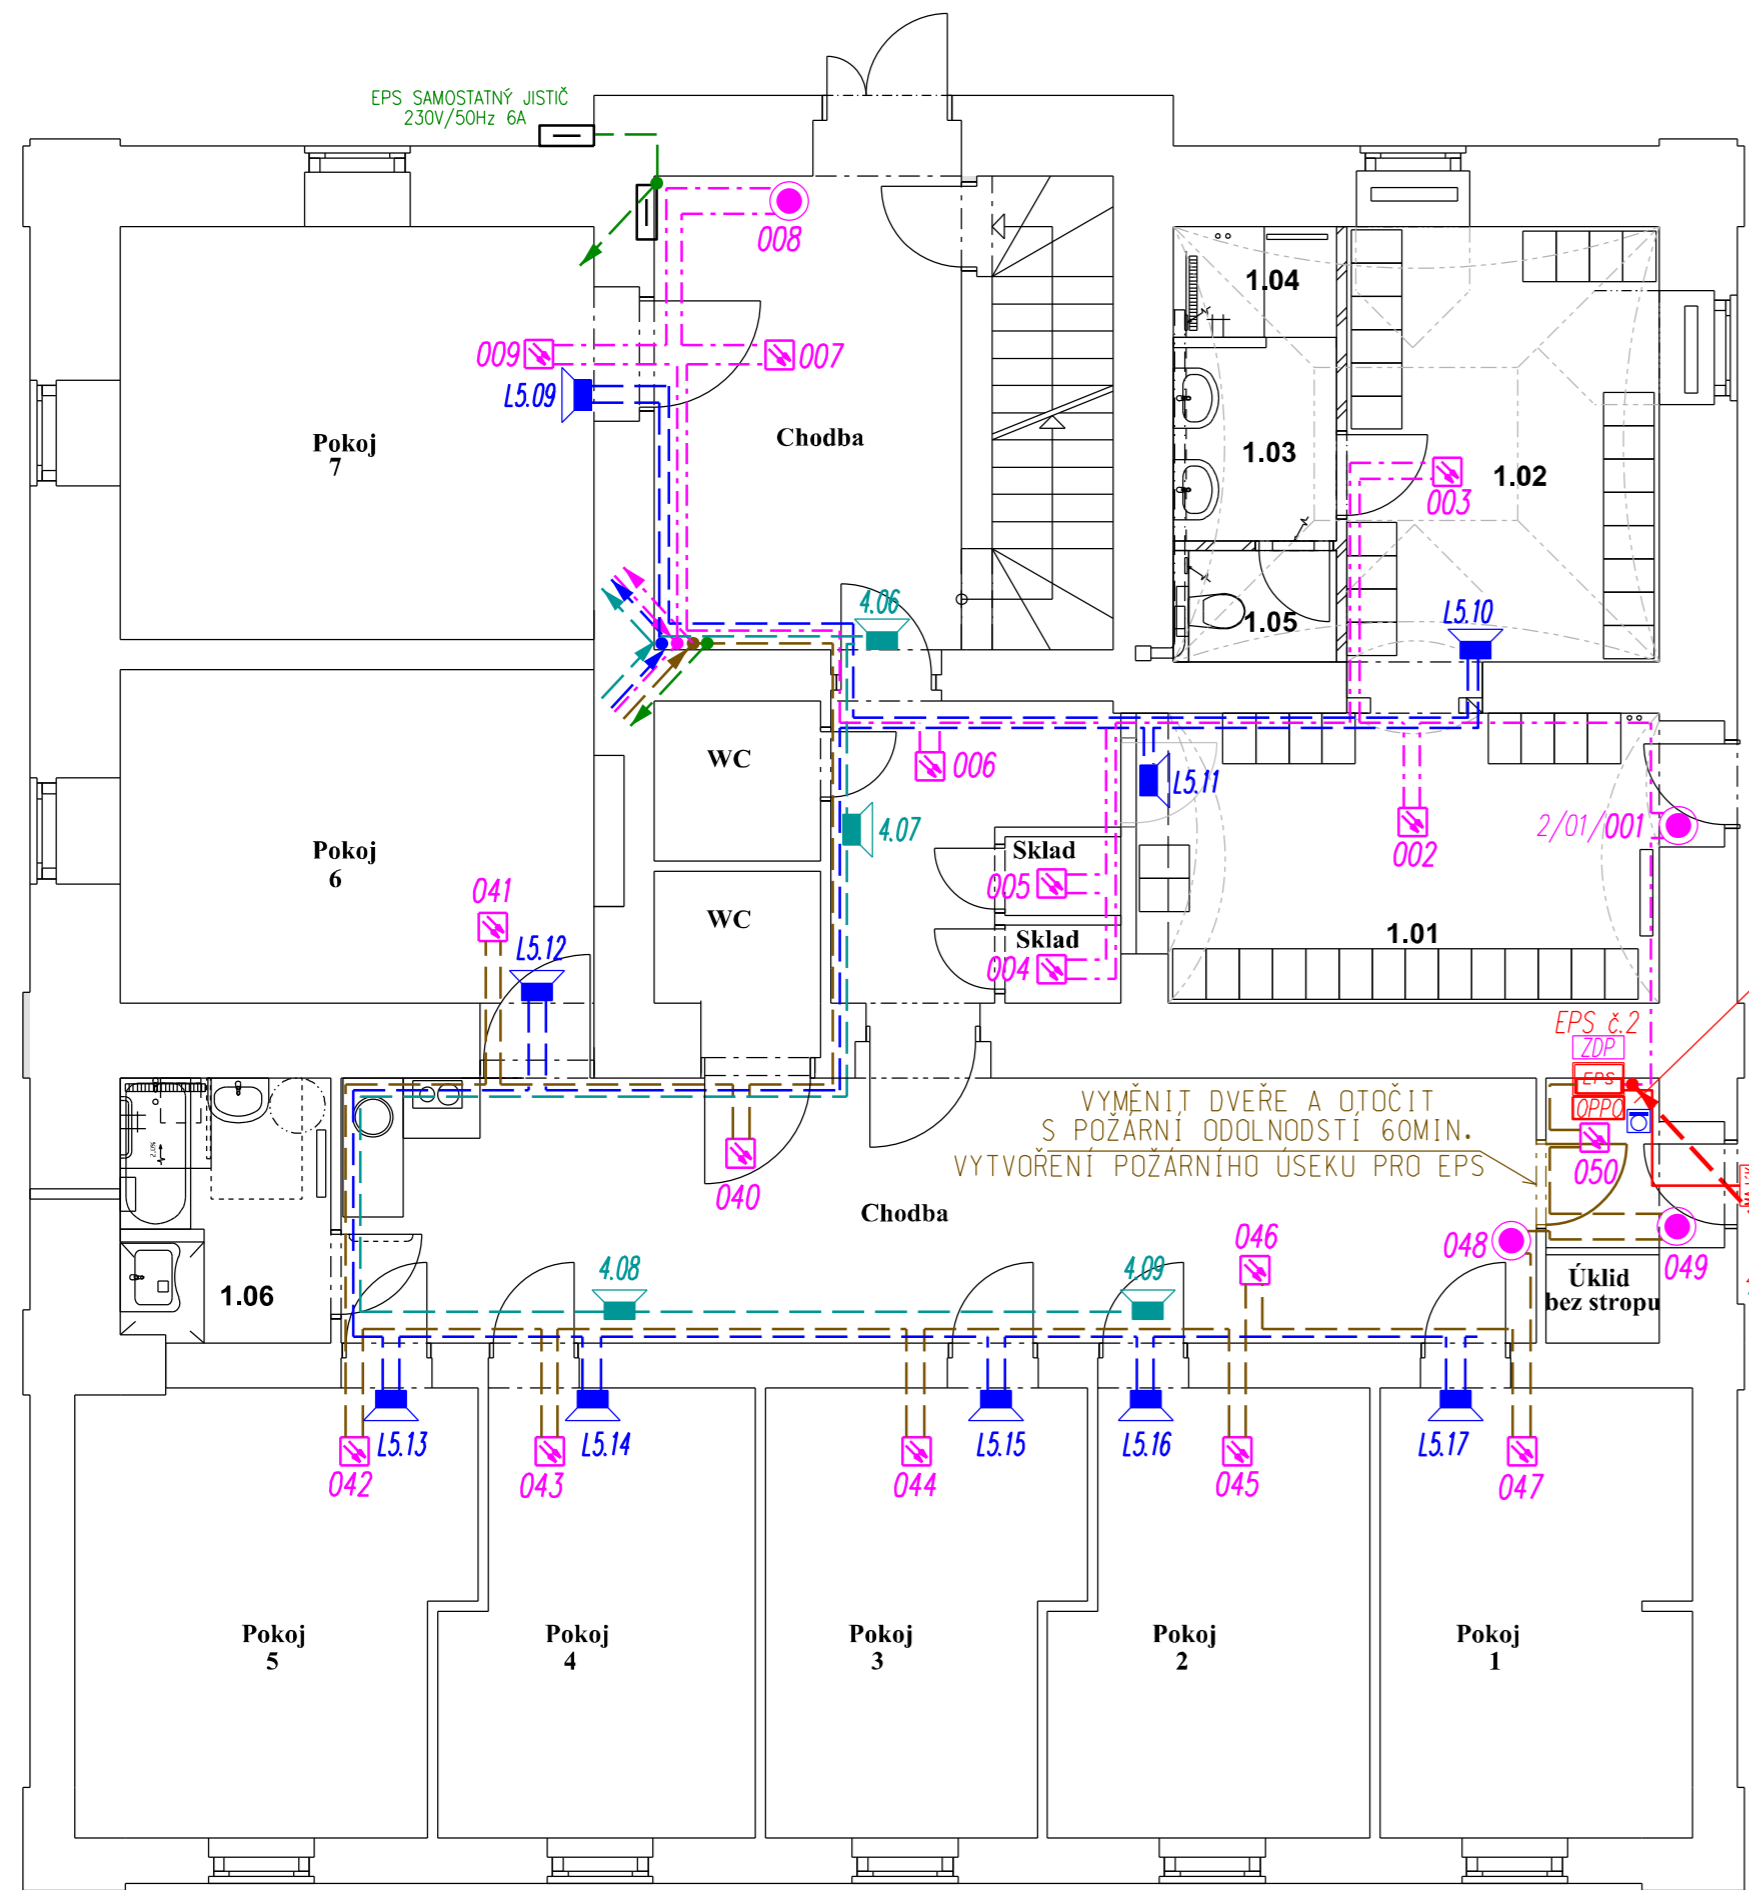 EPS SAMOSTATNÝ JISTIČ
230V/50Hz 6A
008
009
007
L5.09
Pokoj
7
Chodba
1.04
1.03
1.02
003
1.05
4.06
L5.10
WC
006
L5.11
4.07
002
2/01/001
Sklad
005
Pokoj
6
041
WC
Sklad
004
1.01
L5.12
EPS č.2
ZDP
EPS
OPPO
VYMĚNIT DVEŘE A OTOČIT
S POŽÁRNÍ ODOLNODSTÍ 60MIN.
VYTVOŘENÍ POŽÁRNÍHO ÚSEKU PRO EPS
050
040
Chodba
048
046
049
1.06
4.08
4.09
Úklid
bez stropu
L5.13
L5.14
L5.15
L5.16
L5.17
042
043
044
045
047
Pokoj
5
Pokoj
4
Pokoj
3
Pokoj
2
Pokoj
1